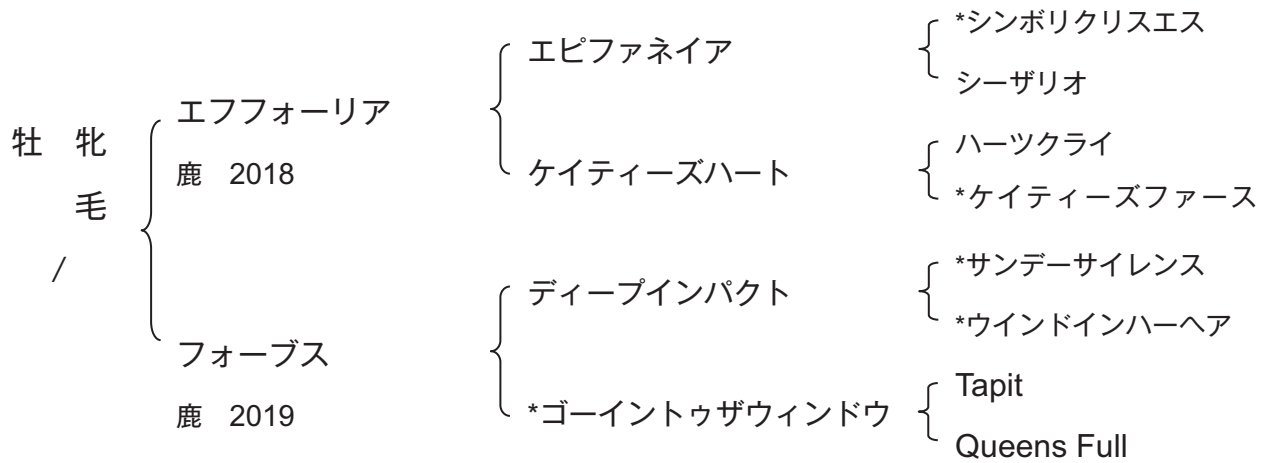 牡 牝
毛
/
エフフォーリア
鹿 2018
フォーブス
鹿 2019
エピファネイア
ケイティーズハート
ディープインパクト
*ゴーイントゥザウィンドウ
*シンボリクリスエス
シーザリオ
ハーツクライ
*ケイティーズファース
*サンデーサイレンス
*ウインドインハーヘア
Tapit
Queens Full